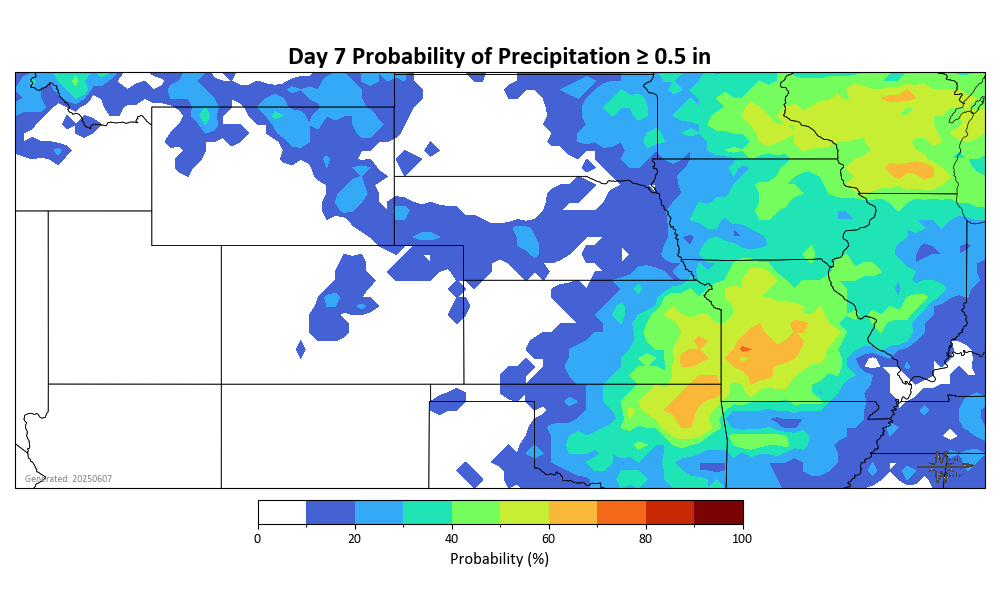 Day 7 Probability of Precipitation ≥ 0.5 in
Generated: 20250607
0 20 40 60 80 100
Probability (%)